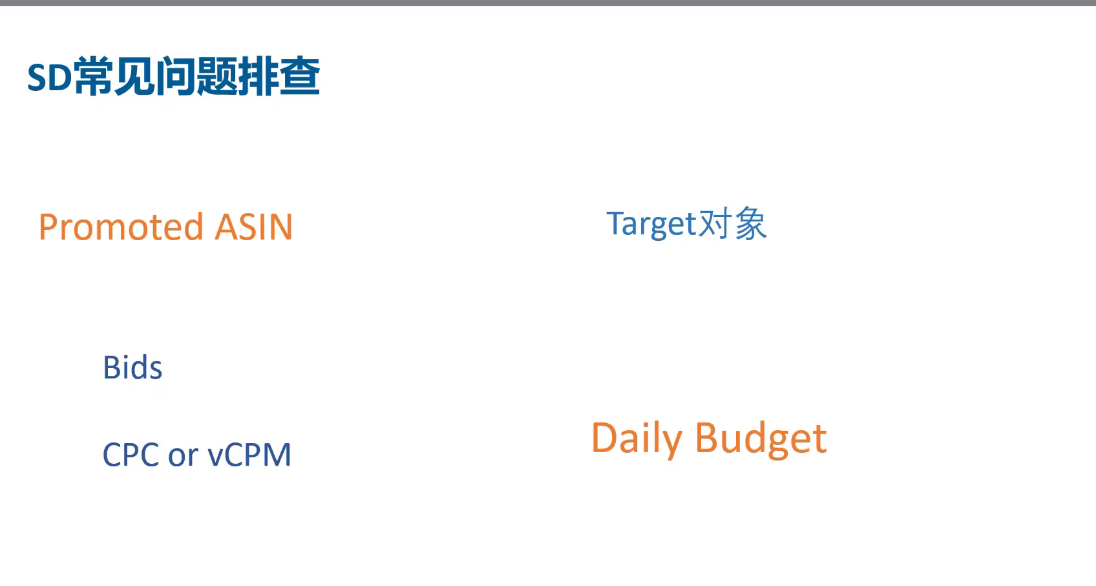 SD常见问题排查
Promoted ASIN
Target对象
Bids
CPC or vCPM
Daily Budget